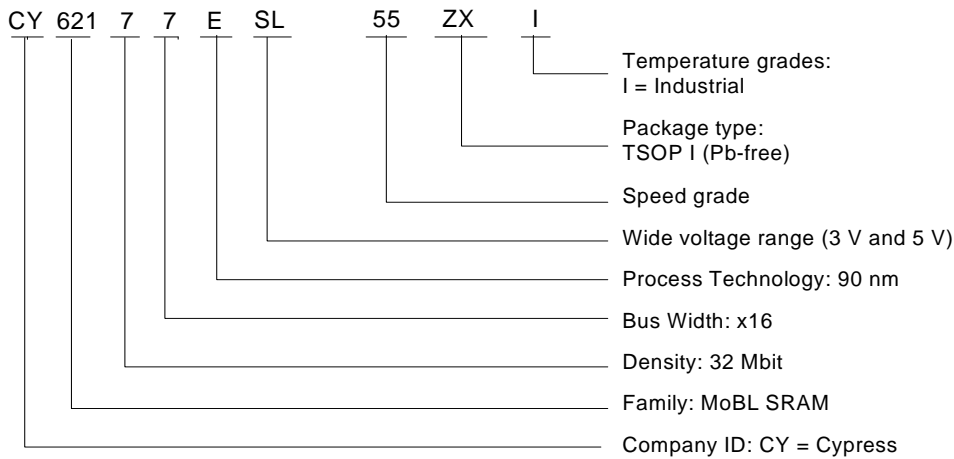 CY 621 7 7 E SL 55 ZX I
Temperature grades:
I = Industrial
Package type:
TSOP I (Pb-free)
Speed grade
Wide voltage range (3 V and 5 V)
Process Technology: 90 nm
Bus Width: x16
Density: 32 Mbit
Family: MoBL SRAM
Company ID: CY = Cypress